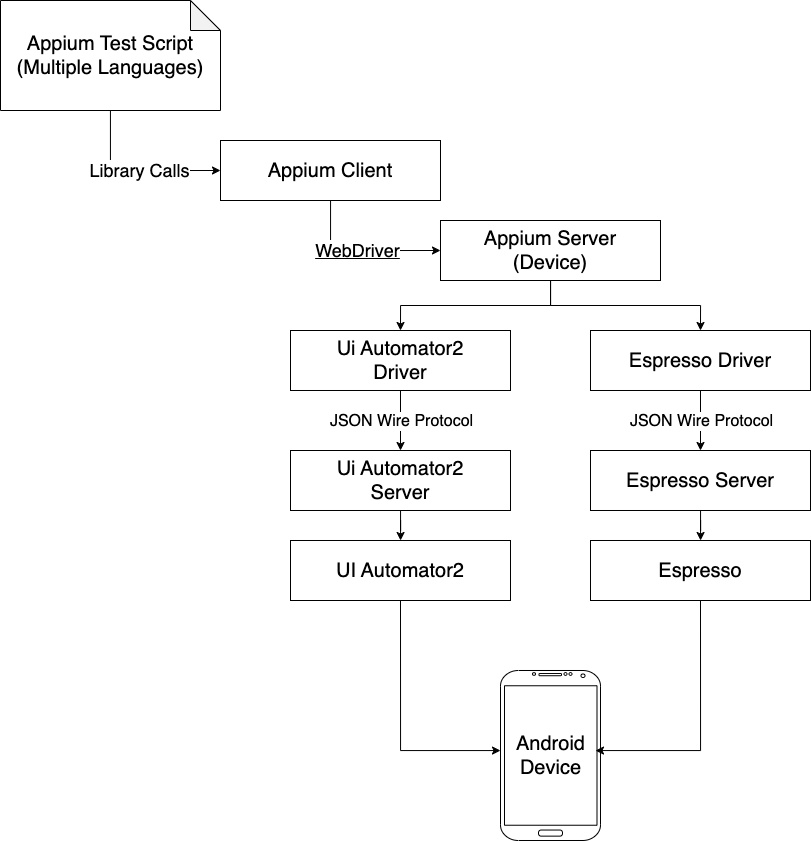 Appium Test Script
(Multiple Languages)
Library Calls
Appium Client
WebDriver
Appium Server
(Device)
Ui Automator2
Driver
Espresso Driver
JSON Wire Protocol
JSON Wire Protocol
Ui Automator2
Server
Espresso Server
UI Automator2
Espresso
Android
Device